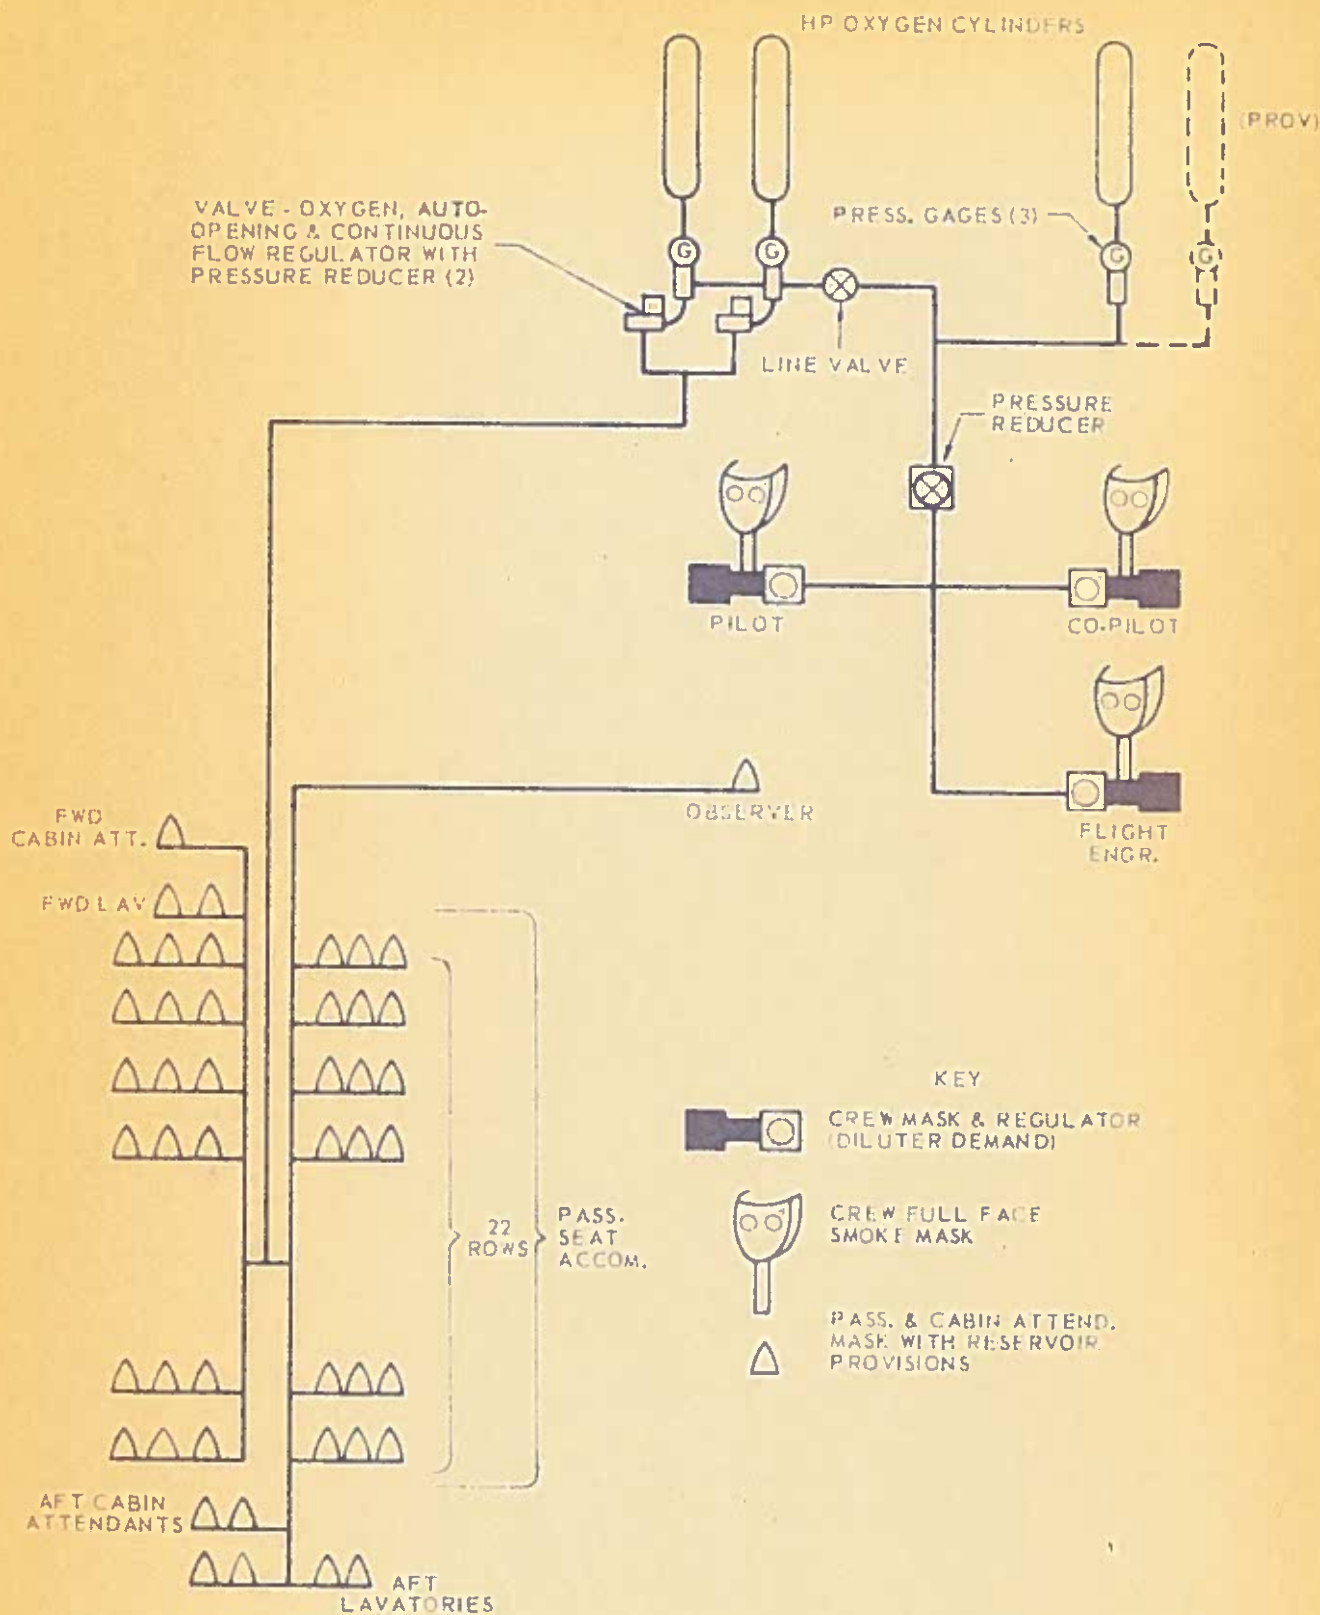 HP OXYGEN CYLINDERS
(PROV)
VALVE - OXYGEN, AUTO-
OPENING & CONTINUOUS
FLOW REGULATOR WITH
PRESSURE REDUCER (2)
PRESS. GAGES (3)
G
G
G
G
LINE VALVE
PRESSURE
REDUCER
PILOT
CO-PILOT
OBSERVER
FLIGHT
ENGR.
FWD
CABIN ATT.
FWD LAV
22
ROWS
PASS.
SEAT
ACCOM.
KEY
CREW MASK & REGULATOR
(DILUTER DEMAND)
CREW FULL FACE
SMOKE MASK
PASS. & CABIN ATTEND.
MASK WITH RESERVOIR
PROVISIONS
AFT CABIN
ATTENDANTS
AFT
LAVATORIES